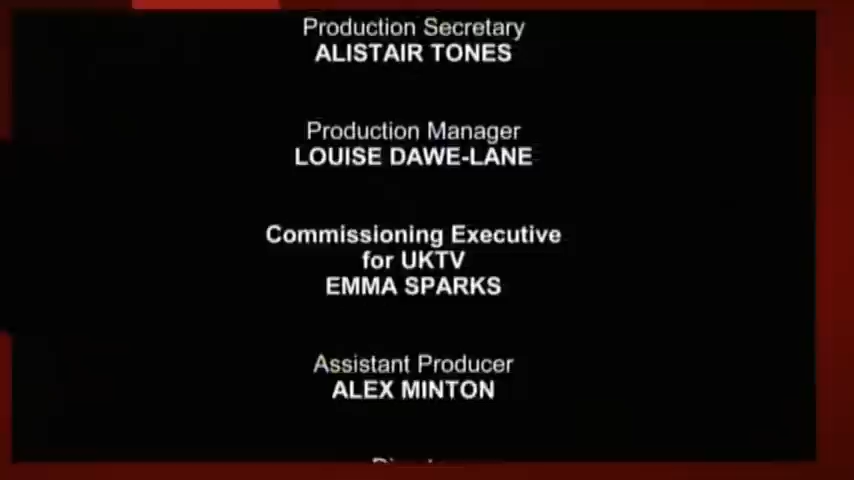 Production Secretary
ALISTAIR TONES
Production Manager
LOUISE DAWE-LANE
Commissioning Executive
for UKTV
EMMA SPARKS
Assistant Producer
ALEX MINTON